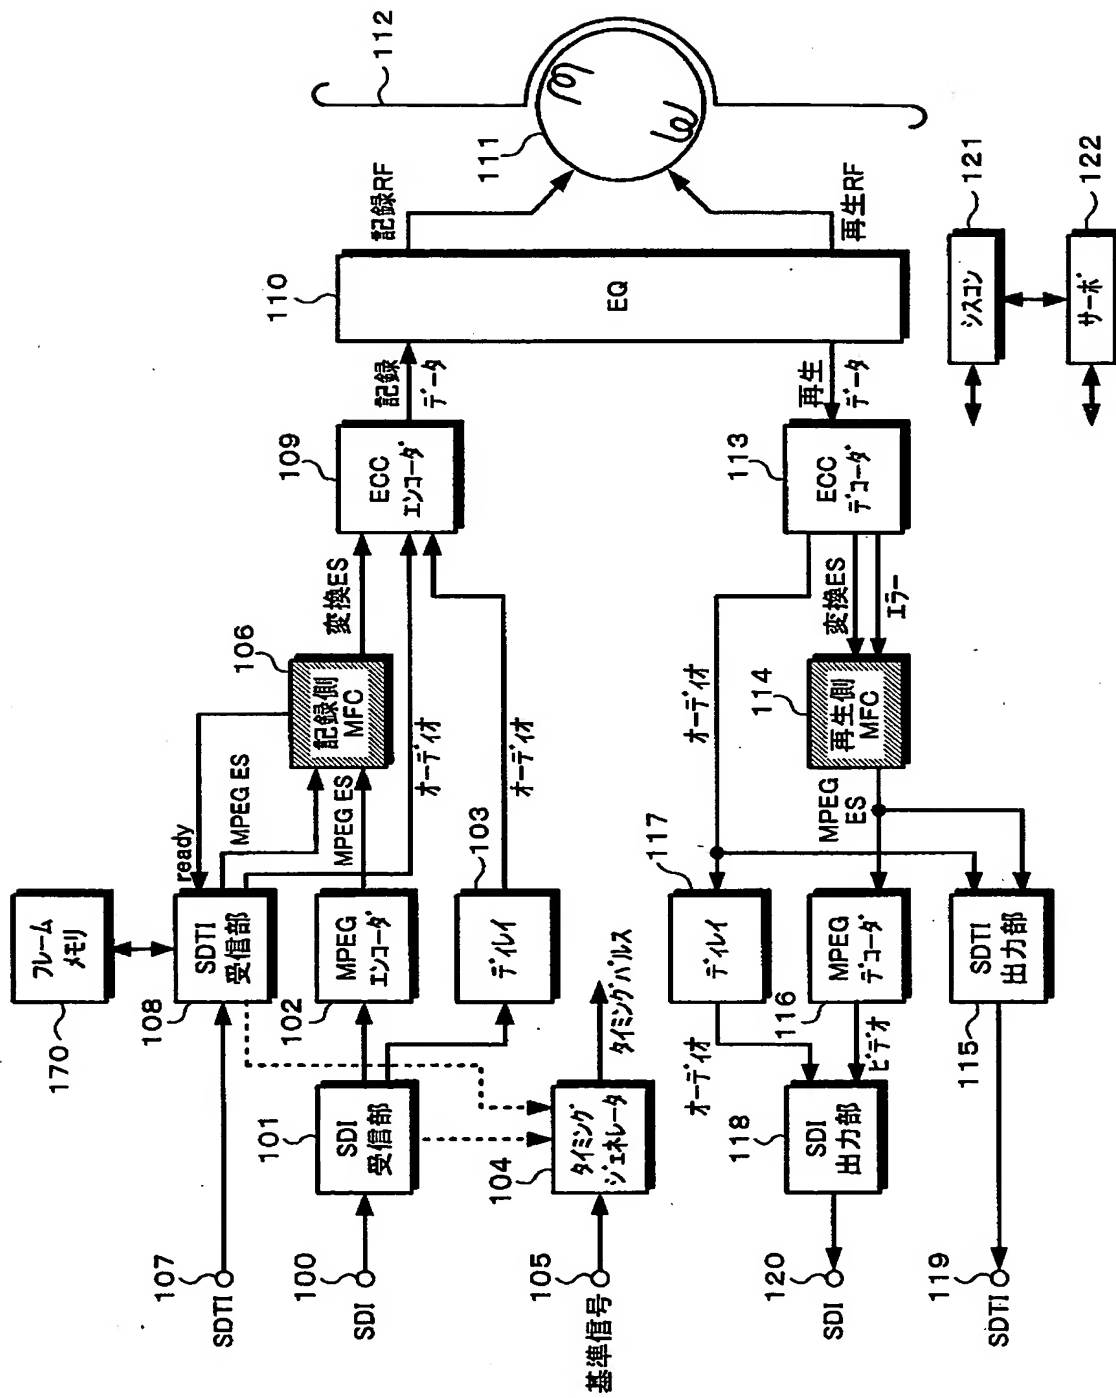 フレーム
メモリ
170
SDTI
受信部
108
ready
MPEG ES
107
SDTI
100
SDI
SDI
受信部
101
MPEG
エンコーダ
102
MPEG ES
記録側
MFC
106
変換ES
オーディオ
ディレイ
103
オーディオ
ECC
エンコーダ
109
記録
データ
EQ
110
記録RF
再生RF
111
112
105
基準信号
タイミング
ジェネレータ
104
タイミングパルス
再生
データ
ECC
デコーダ
113
変換ES
エラー
オーディオ
再生側
MFC
114
MPEG
ES
ディレイ
117
MPEG
デコーダ
116
SDTI
出力部
115
オーディオ
ビデオ
SDI
出力部
118
120
SDI
119
SDTI
シスコン
121
サーボ
122